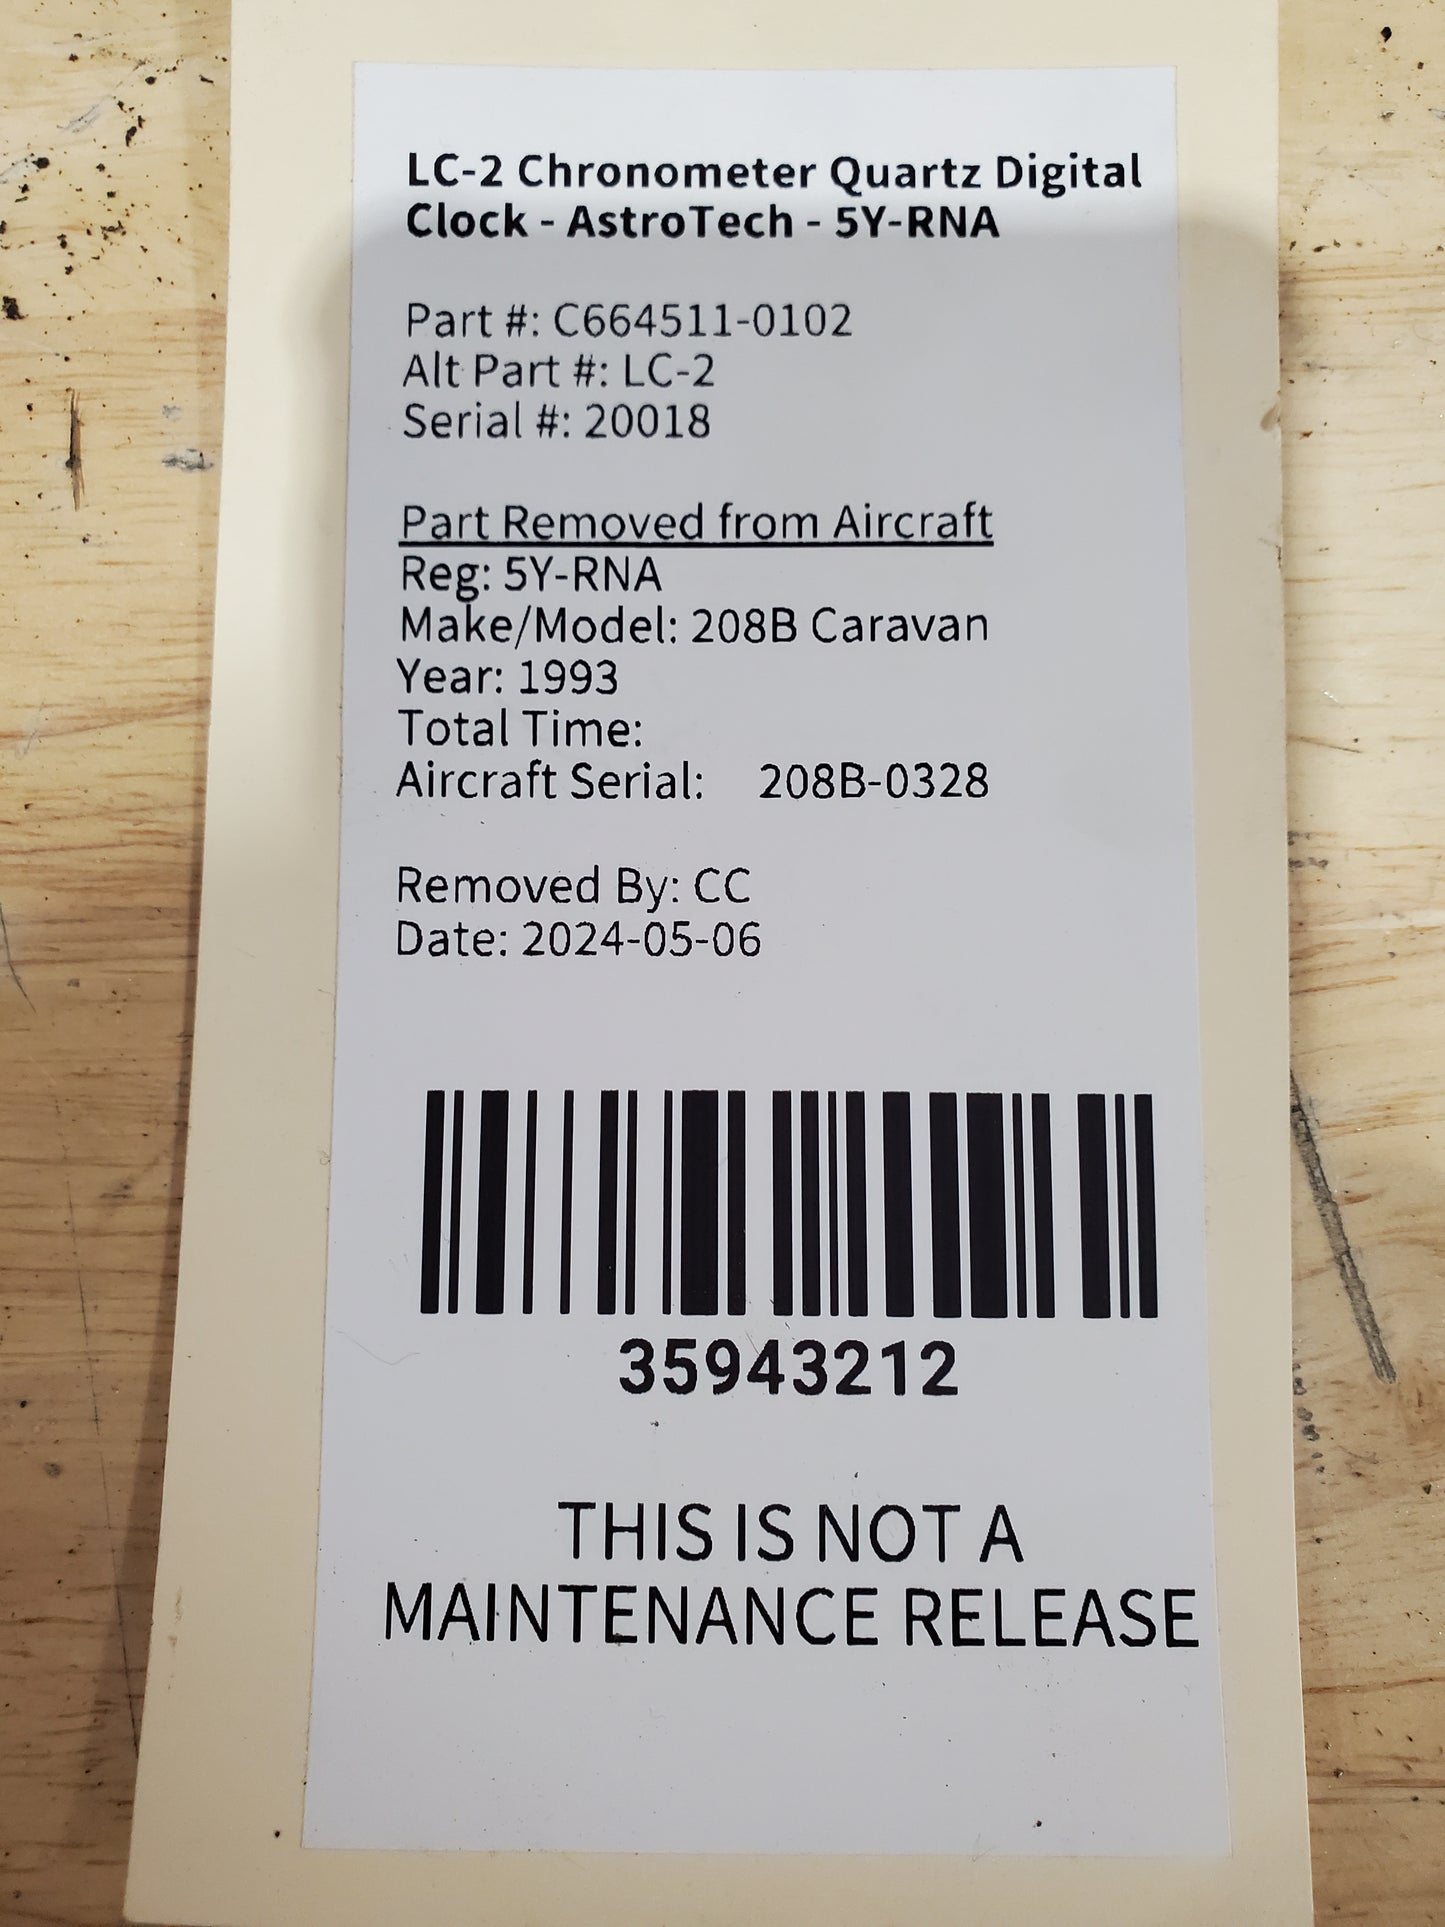 LC-2 Chronometer Quartz Digital
Clock - AstroTech - 5Y-RNA
Part #: C664511-0102
Alt Part #: LC-2
Serial #: 20018
Part Removed from Aircraft
Reg: 5Y-RNA
Make/Model: 208B Caravan
Year: 1993
Total Time:
Aircraft Serial: 208B-0328
Removed By: CC
Date: 2024-05-06
35943212
THIS IS NOT A
MAINTENANCE RELEASE